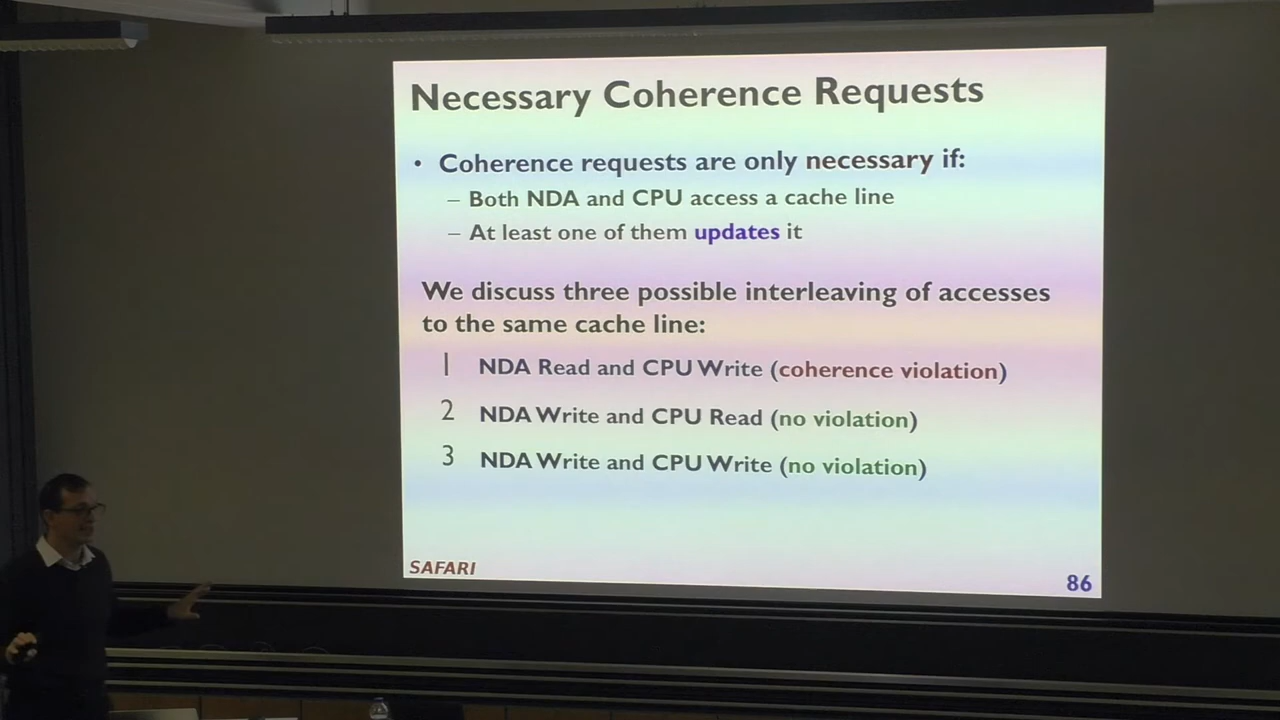 Necessary Coherence Requests
• Coherence requests are only necessary if:
– Both NDA and CPU access a cache line
– At least one of them updates it
We discuss three possible interleaving of accesses
to the same cache line:
1 NDA Read and CPU Write (coherence violation)
2 NDA Write and CPU Read (no violation)
3 NDA Write and CPU Write (no violation)
SAFARI
86